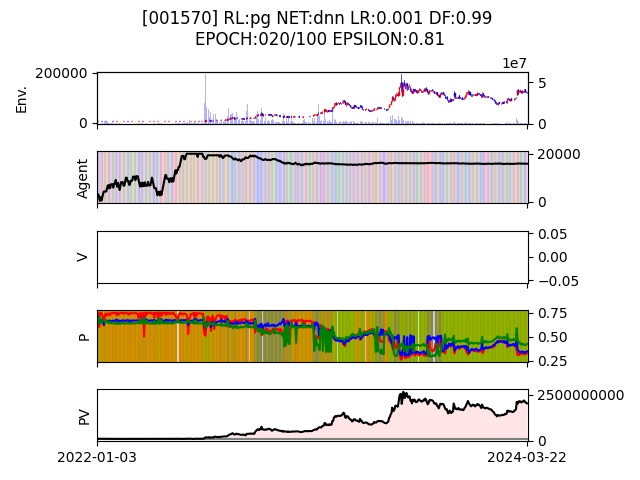 [001570] RL:pg NET:dnn LR:0.001 DF:0.99
EPOCH:020/100 EPSILON:0.81
1e7
200000
0
Env.
5
0
Agent
20000
0
V
0.05
0.00
−0.05
P
0.75
0.50
0.25
PV
2500000000
0
2022-01-03
2024-03-22